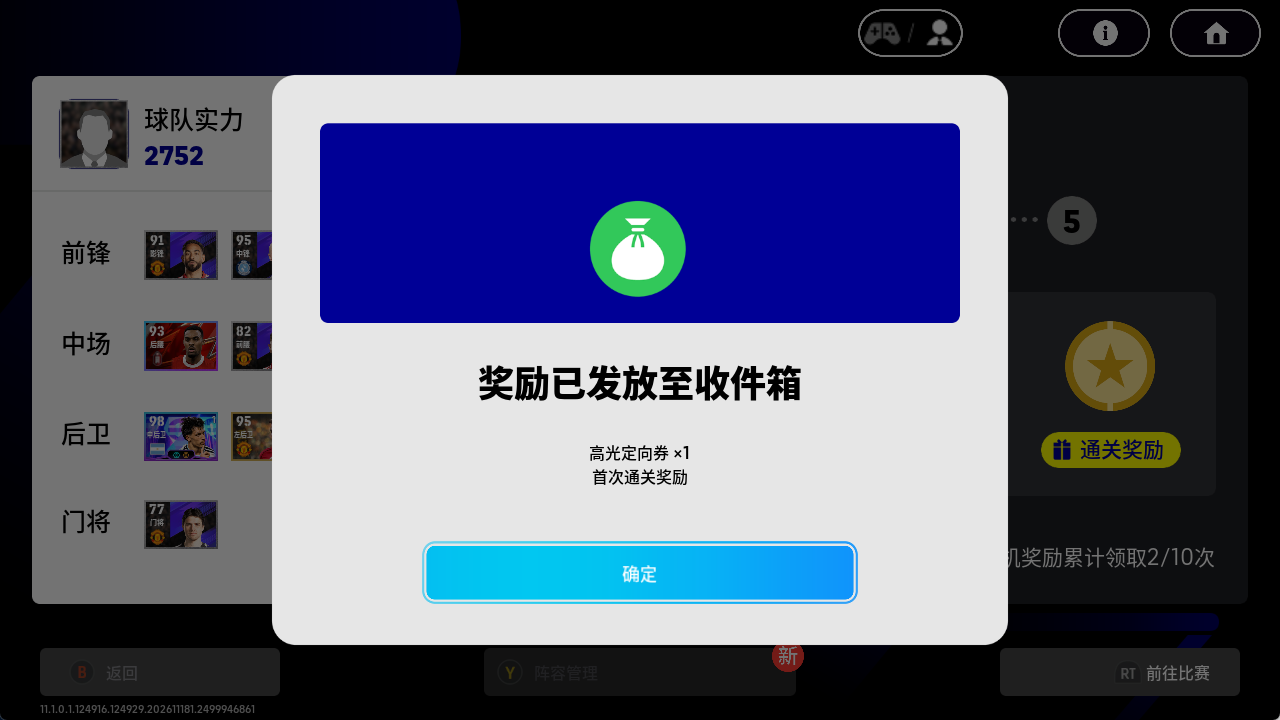 球队实力
2752
前锋
91
影锋
95
中锋
中场
93
后腰
82
前腰
后卫
98
中后卫
95
左后卫
门将
77
门将
奖励已发放至收件箱
高光定向券 ×1
首次通关奖励
确定
5
通关奖励
机奖励累计领取2/10次
B 返回
Y 阵容管理
新
RT 前往比赛
11.1.0.1.124916.124929.202611181.2499946861